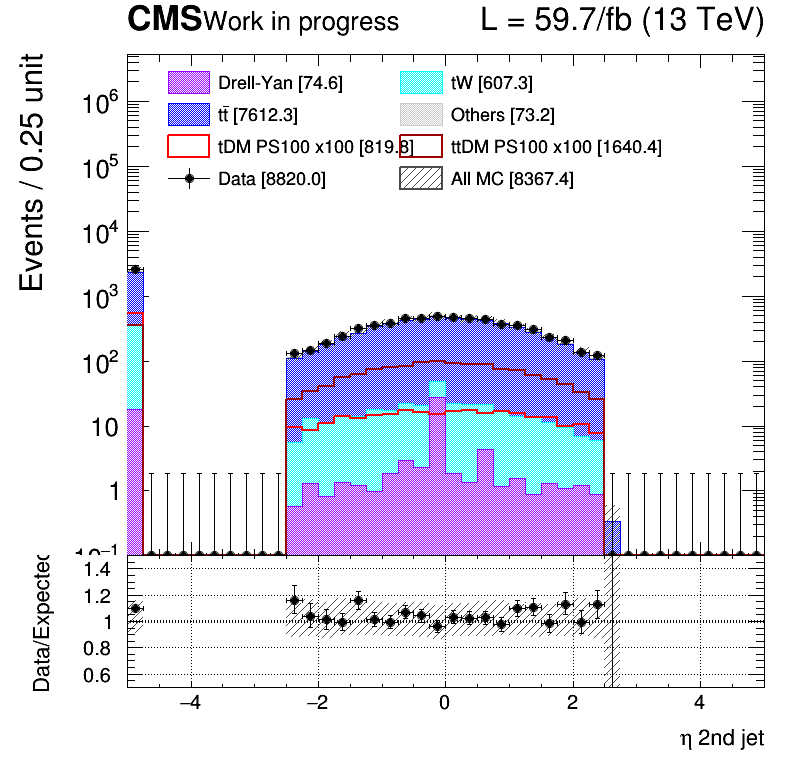 CMS Work in progress L = 59.7/fb (13 TeV)
Events / 0.25 unit
Drell-Yan [74.6] tW [607.3]
tt̄ [7612.3] Others [73.2]
tDM PS100 x100 [819.8] ttDM PS100 x100 [1640.4]
Data [8820.0] All MC [8367.4]
10⁶
10⁵
10⁴
10³
10²
10
1
10⁻¹
Data/Expected
1.4
1.2
1
0.8
0.6
−4 −2 0 2 4
η 2nd jet